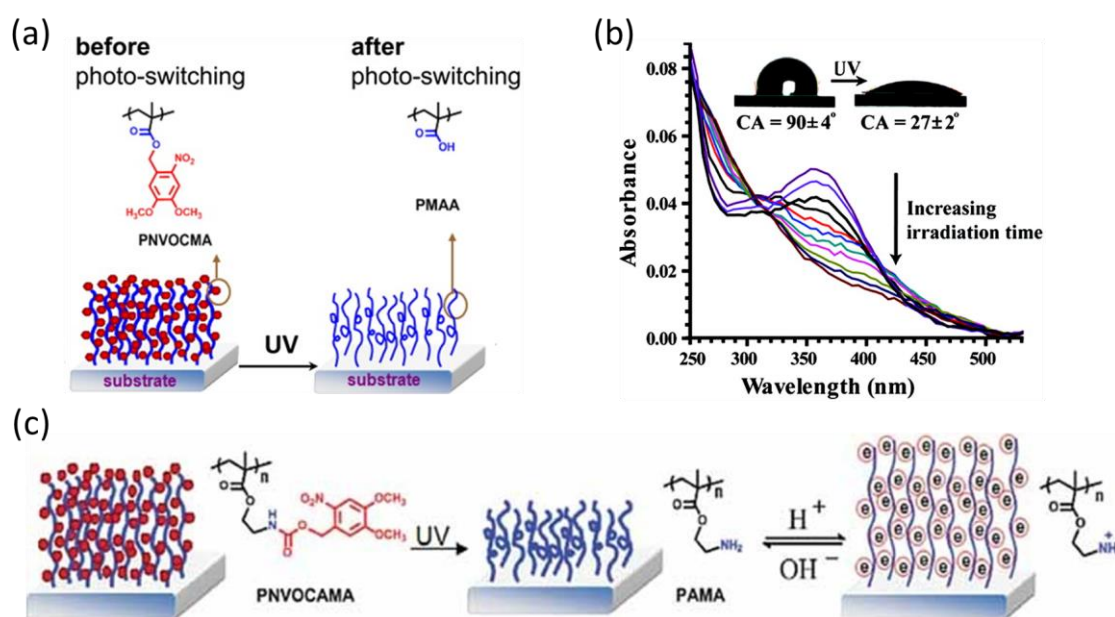 (a)
before
photo-switching
after
photo-switching
O
O
NO₂
OCH₃
H₃CO
PNVOCMA
O
OH
PMAA
UV
substrate
(b)
0.08
0.06
0.04
0.02
0.00
Absorbance
UV
CA = 90±4°
CA = 27±2°
Increasing
irradiation time
250 300 350 400 450 500
Wavelength (nm)
(c)
n
O
O
H
N
O
O
O₂N
OCH₃
OCH₃
PNVOCAMA
UV
n
O
O
NH₂
PAMA
H⁺
OH⁻
e e e e e e e e e e e e e e e e e e
n
O
O
+
NH